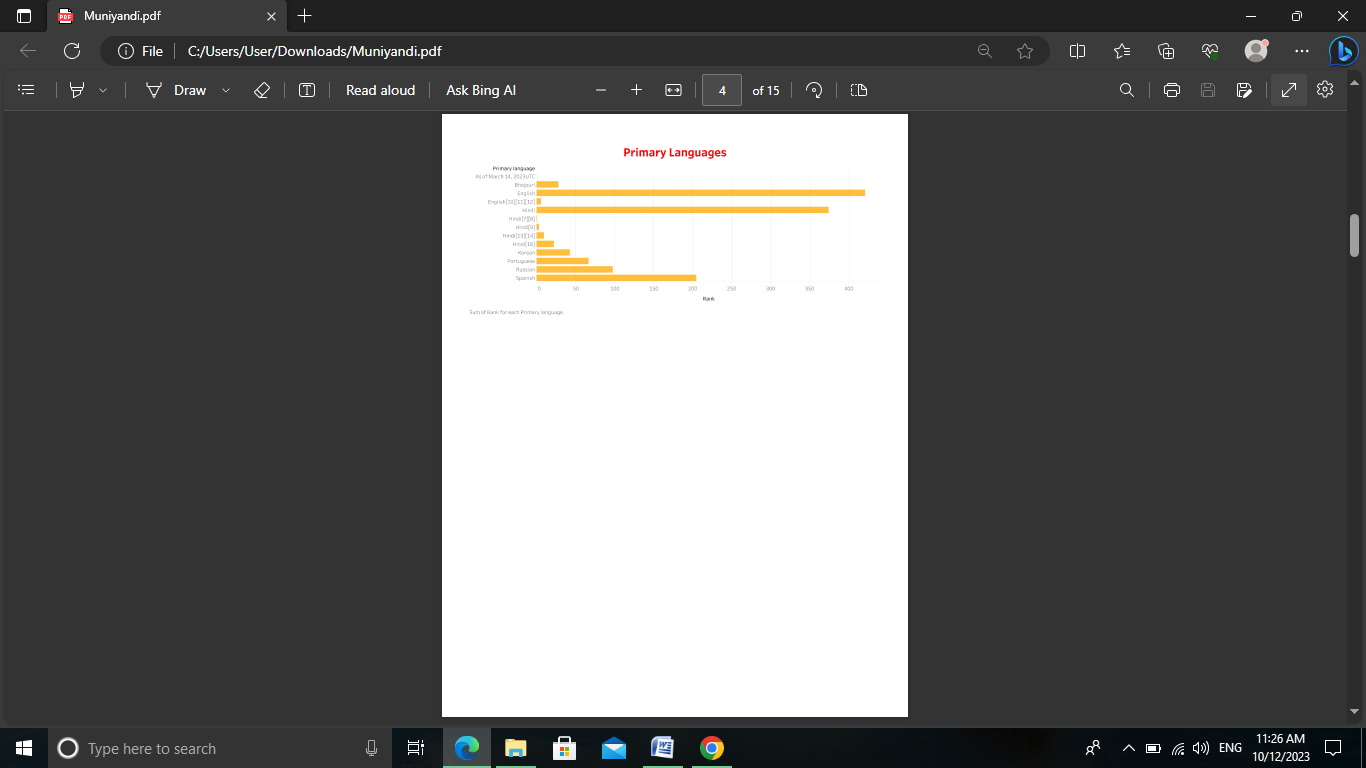 Muniyandi.pdf
File C:/Users/User/Downloads/Muniyandi.pdf
Draw Read aloud Ask Bing AI 4 of 15
Primary Languages
Primary language
As of March 14, 2023UTC
Bhojpuri
English
English[10][11][12]
Hindi
Hindi[7][8]
Hindi[9]
Hindi[13][14]
Hindi[16]
Korean
Portuguese
Russian
Spanish
0 50 100 150 200 250 300 350 400
Rank
Sum of Rank for each Primary language.
Type here to search
ENG
11:26 AM
10/12/2023